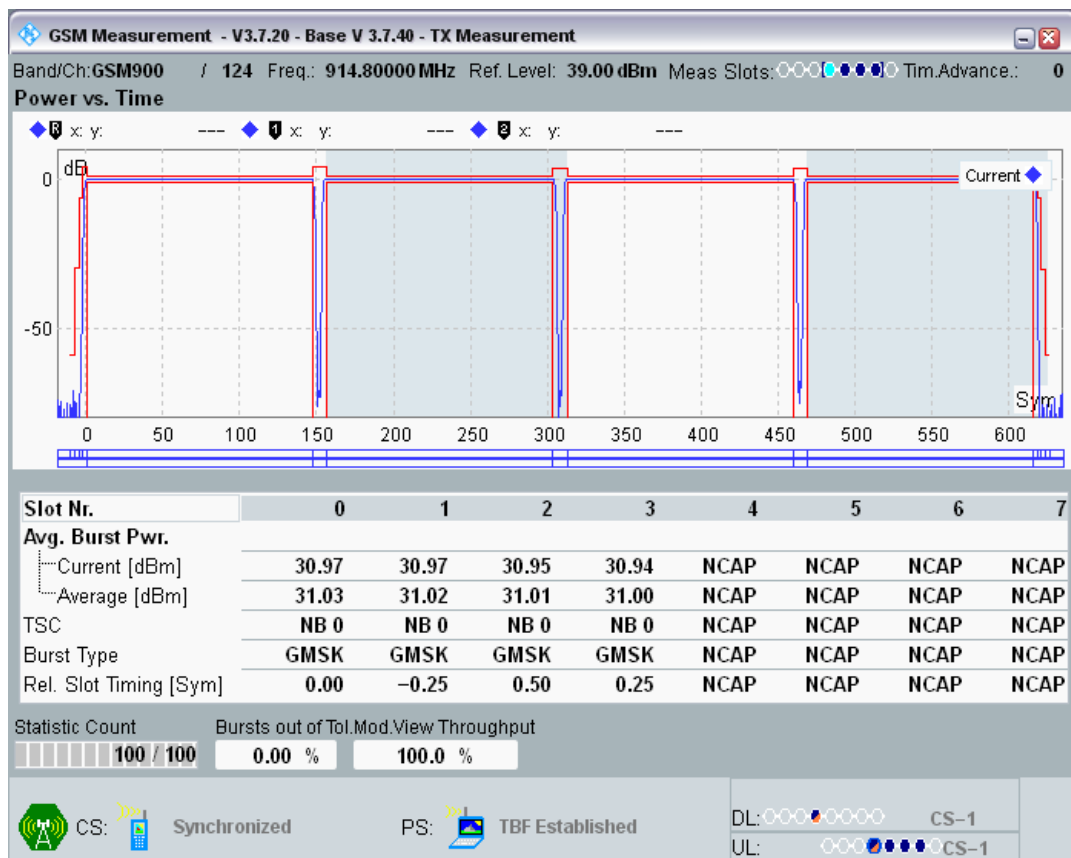 GSM Measurement - V3.7.20 - Base V 3.7.40 - TX Measurement
Band/Ch:GSM900 / 124 Freq.: 914.80000 MHz Ref. Level: 39.00 dBm Meas Slots: Tim.Advance.: 0
Power vs. Time
R x: y: --- 1 x: y: --- 2 x: y: ---
dB
0
Current
-50
Sym
0 50 100 150 200 250 300 350 400 450 500 550 600
Slot Nr. 0 1 2 3 4 5 6 7
Avg. Burst Pwr.
Current [dBm] 30.97 30.97 30.95 30.94 NCAP NCAP NCAP NCAP
Average [dBm] 31.03 31.02 31.01 31.00 NCAP NCAP NCAP NCAP
TSC NB 0 NB 0 NB 0 NB 0 NCAP NCAP NCAP NCAP
Burst Type GMSK GMSK GMSK GMSK NCAP NCAP NCAP NCAP
Rel. Slot Timing [Sym] 0.00 −0.25 0.50 0.25 NCAP NCAP NCAP NCAP
Statistic Count Bursts out of Tol.Mod.View Throughput
100 / 100 0.00 % 100.0 %
CS: Synchronized PS: TBF Established
DL: CS−1
UL: CS−1